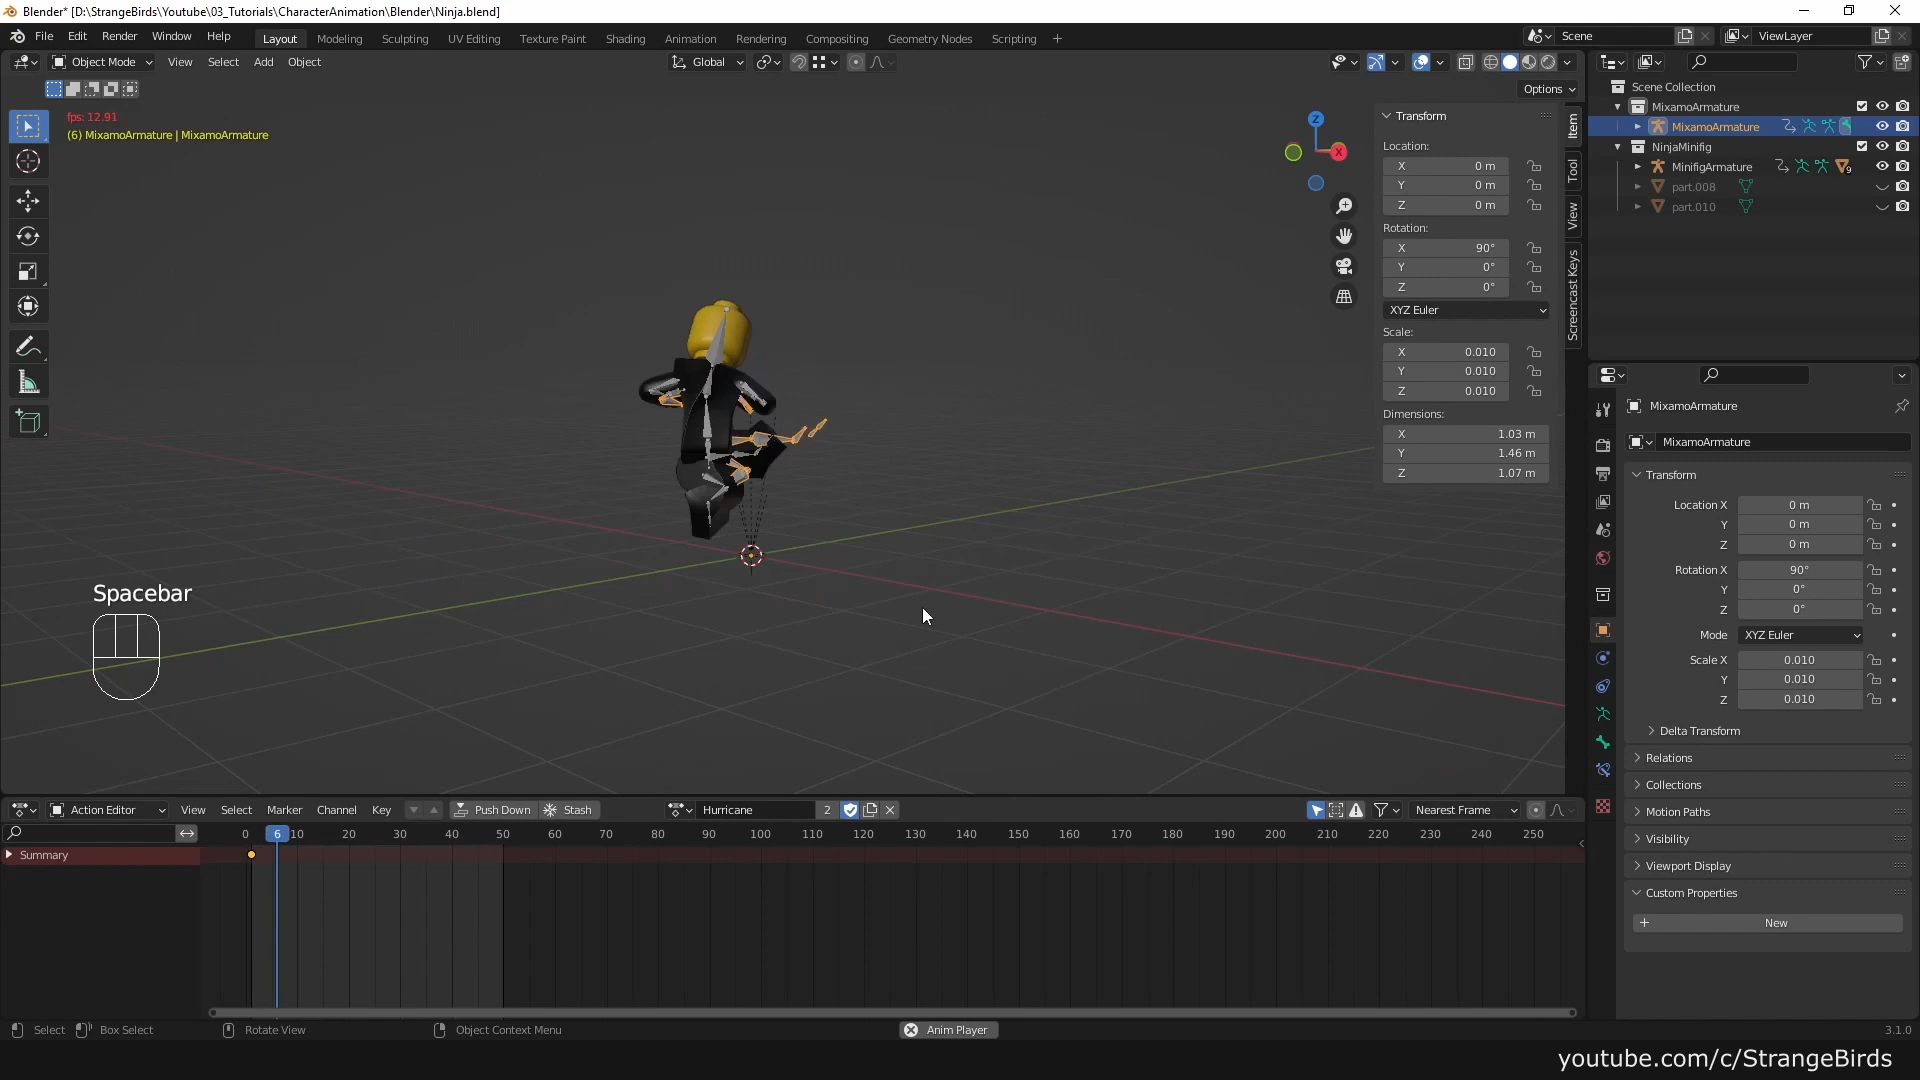 Blender* [D:\StrangeBirds\Youtube\03_Tutorials\CharacterAnimation\Blender\Ninja.blend]
File Edit Render Window Help Layout Modeling Sculpting UV Editing Texture Paint Shading Animation Rendering Compositing Geometry Nodes Scripting + Scene ViewLayer
Object Mode View Select Add Object Global
Options
fps: 12.91
(6) MixamoArmature | MixamoArmature
Z
X
Transform
Location:
X 0 m
Y 0 m
Z 0 m
Rotation:
X 90°
Y 0°
Z 0°
XYZ Euler
Scale:
X 0.010
Y 0.010
Z 0.010
Dimensions:
X 1.03 m
Y 1.46 m
Z 1.07 m
Item
Tool
View
Screencast Keys
Scene Collection
MixamoArmature
MixamoArmature
NinjaMinifig
MinifigArmature 9
part.008
part.010
MixamoArmature
MixamoArmature
Transform
Location X 0 m
Y 0 m
Z 0 m
Rotation X 90°
Y 0°
Z 0°
Mode XYZ Euler
Scale X 0.010
Y 0.010
Z 0.010
Delta Transform
Relations
Collections
Motion Paths
Visibility
Viewport Display
Custom Properties
+ New
Spacebar
Action Editor View Select Marker Channel Key Push Down Stash Hurricane 2 Nearest Frame
0 6 10 20 30 40 50 60 70 80 90 100 110 120 130 140 150 160 170 180 190 200 210 220 230 240 250
Summary
Select Box Select Rotate View Object Context Menu Anim Player 3.1.0
youtube.com/c/StrangeBirds